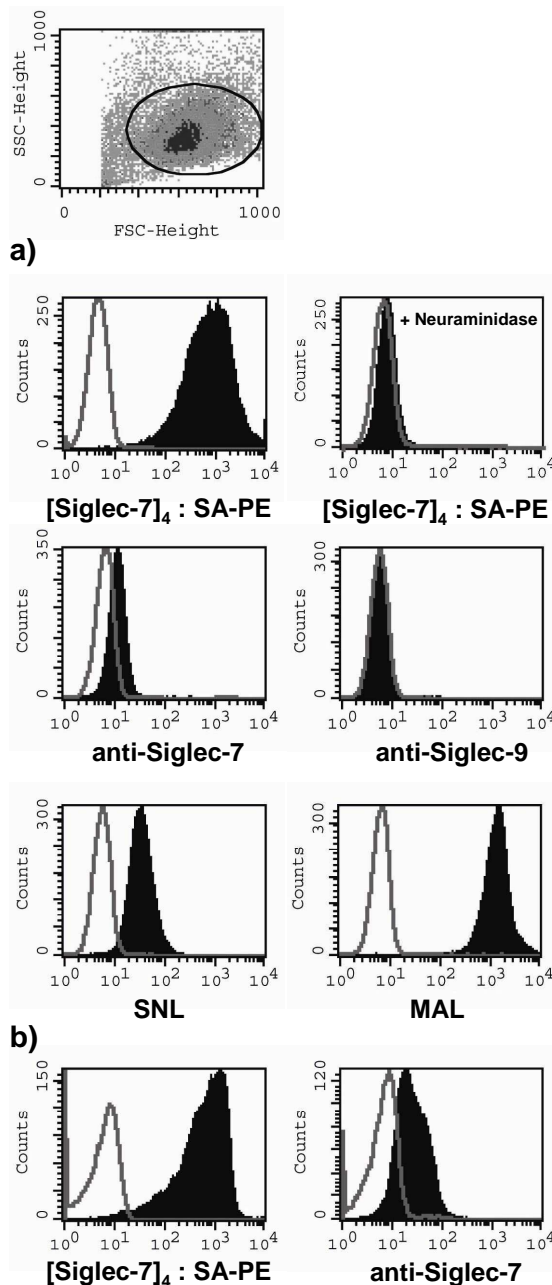 1000
SSC-Height
0
0 1000
FSC-Height
a)
250
Counts
0
10^0 10^1 10^2 10^3 10^4
[Siglec-7]4 : SA-PE
250
Counts
0
+ Neuraminidase
10^0 10^1 10^2 10^3 10^4
[Siglec-7]4 : SA-PE
350
Counts
0
10^0 10^1 10^2 10^3 10^4
anti-Siglec-7
300
Counts
0
10^0 10^1 10^2 10^3 10^4
anti-Siglec-9
300
Counts
0
10^0 10^1 10^2 10^3 10^4
SNL
300
Counts
0
10^0 10^1 10^2 10^3 10^4
MAL
b)
150
Counts
0
10^0 10^1 10^2 10^3 10^4
[Siglec-7]4 : SA-PE
120
Counts
0
10^0 10^1 10^2 10^3 10^4
anti-Siglec-7